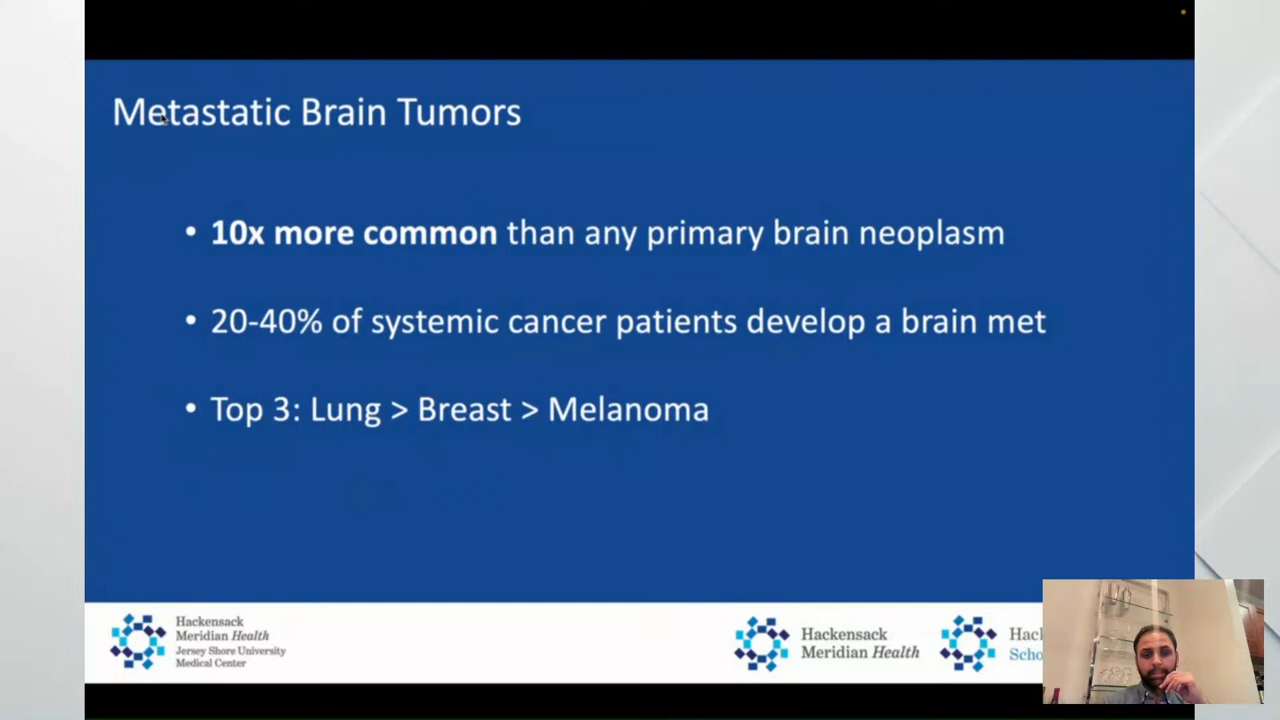 Metastatic Brain Tumors
• 10x more common than any primary brain neoplasm
• 20-40% of systemic cancer patients develop a brain met
• Top 3: Lung > Breast > Melanoma
Hackensack
Meridian Health
Jersey Shore University
Medical Center
Hackensack
Meridian Health